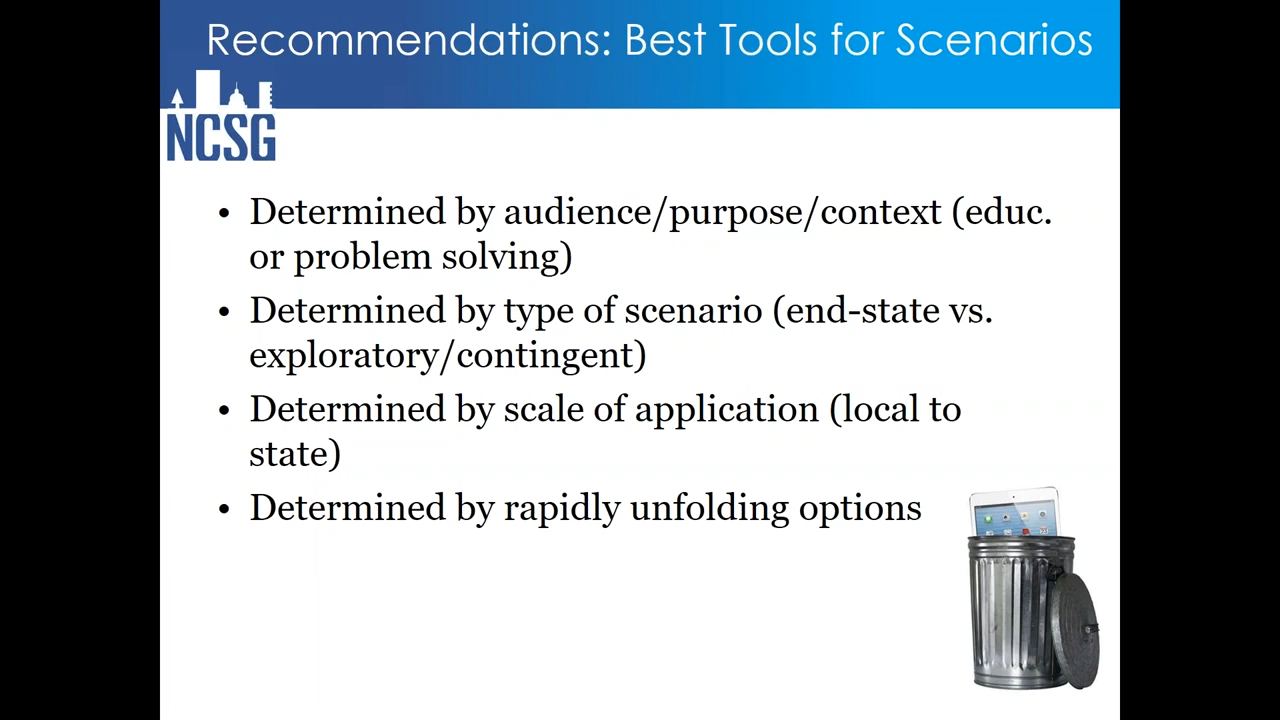 Recommendations: Best Tools for Scenarios
NCSG
• Determined by audience/purpose/context (educ.
or problem solving)
• Determined by type of scenario (end-state vs.
exploratory/contingent)
• Determined by scale of application (local to
state)
• Determined by rapidly unfolding options